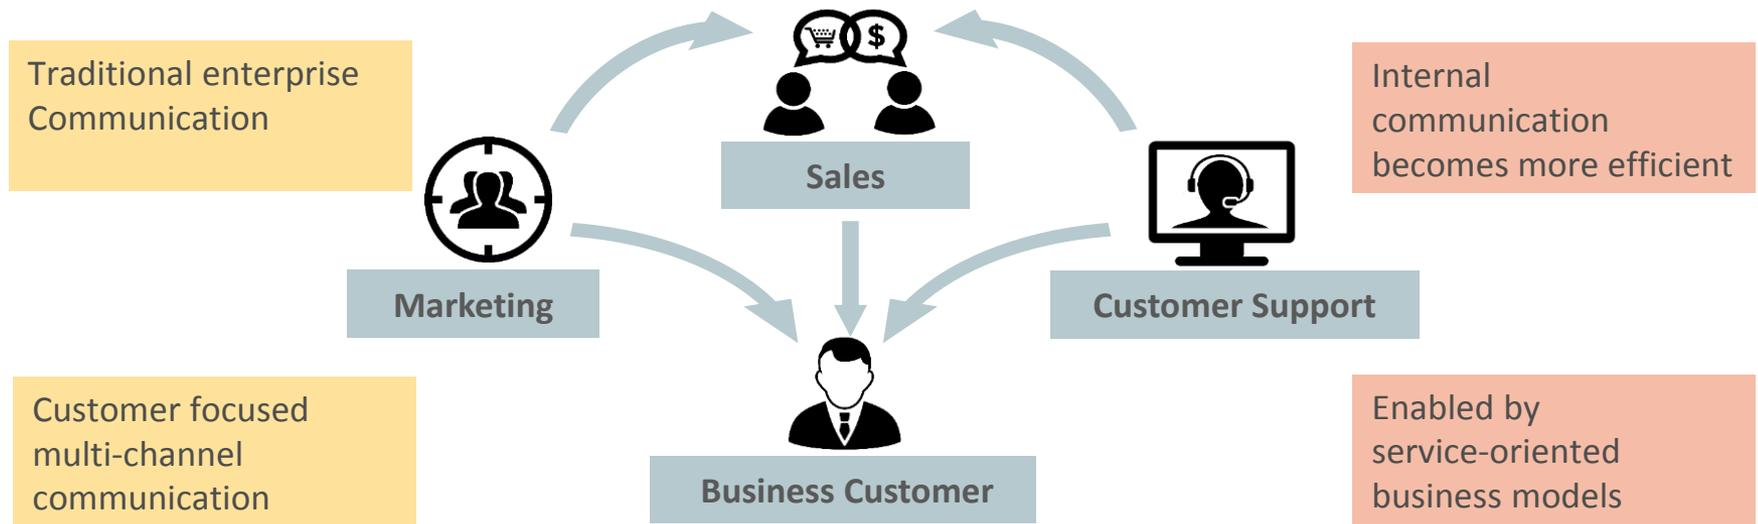 $
Traditional enterprise
Communication
Internal
communication
becomes more efficient
Sales
Marketing
Customer Support
Customer focused
multi-channel
communication
Enabled by
service-oriented
business models
Business Customer